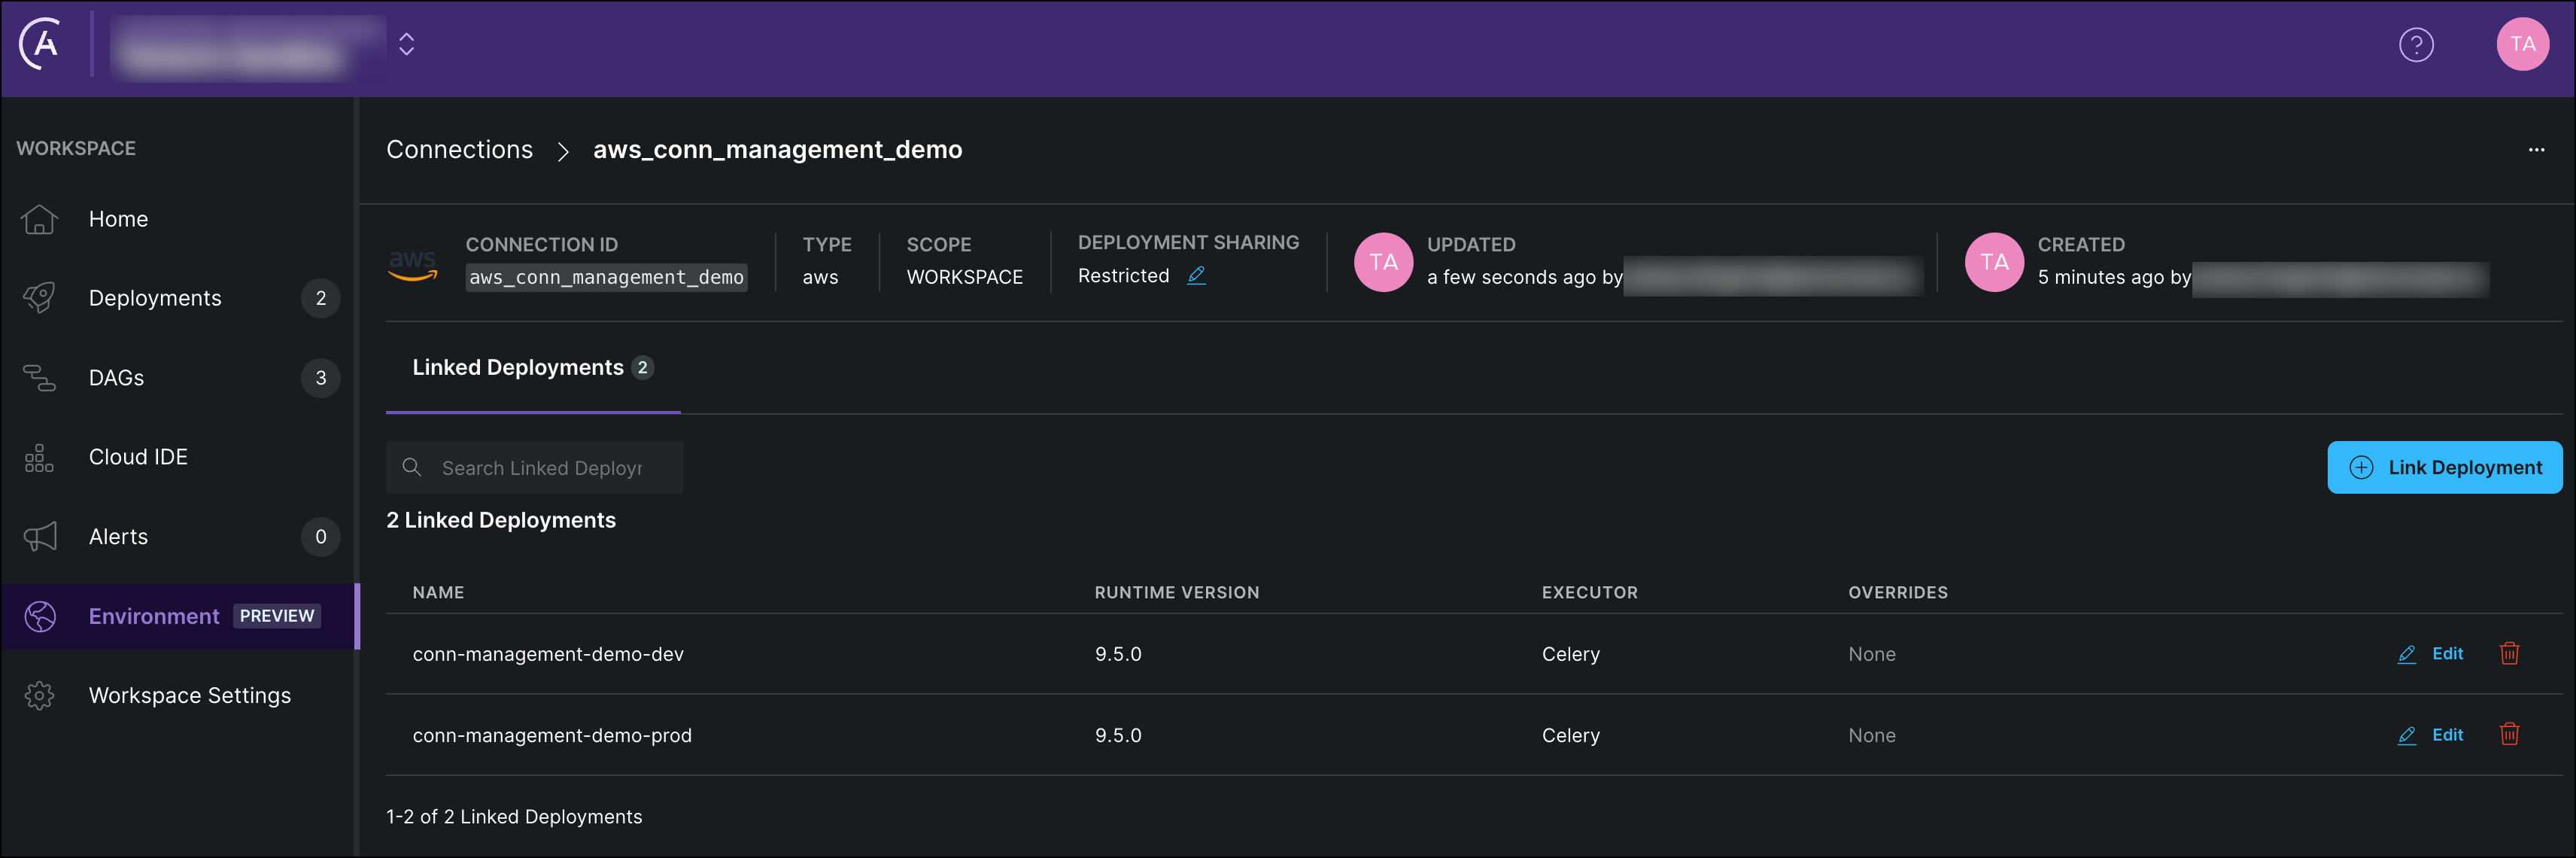 TA
WORKSPACE
Home
Deployments 2
DAGs 3
Cloud IDE
Alerts 0
Environment PREVIEW
Workspace Settings
Connections > aws_conn_management_demo
...
aws
CONNECTION ID
aws_conn_management_demo
TYPE
aws
SCOPE
WORKSPACE
DEPLOYMENT SHARING
Restricted
TA
UPDATED
a few seconds ago by
TA
CREATED
5 minutes ago by
Linked Deployments 2
Search Linked Deployr
Link Deployment
2 Linked Deployments
NAME RUNTIME VERSION EXECUTOR OVERRIDES
conn-management-demo-dev 9.5.0 Celery None Edit
conn-management-demo-prod 9.5.0 Celery None Edit
1-2 of 2 Linked Deployments